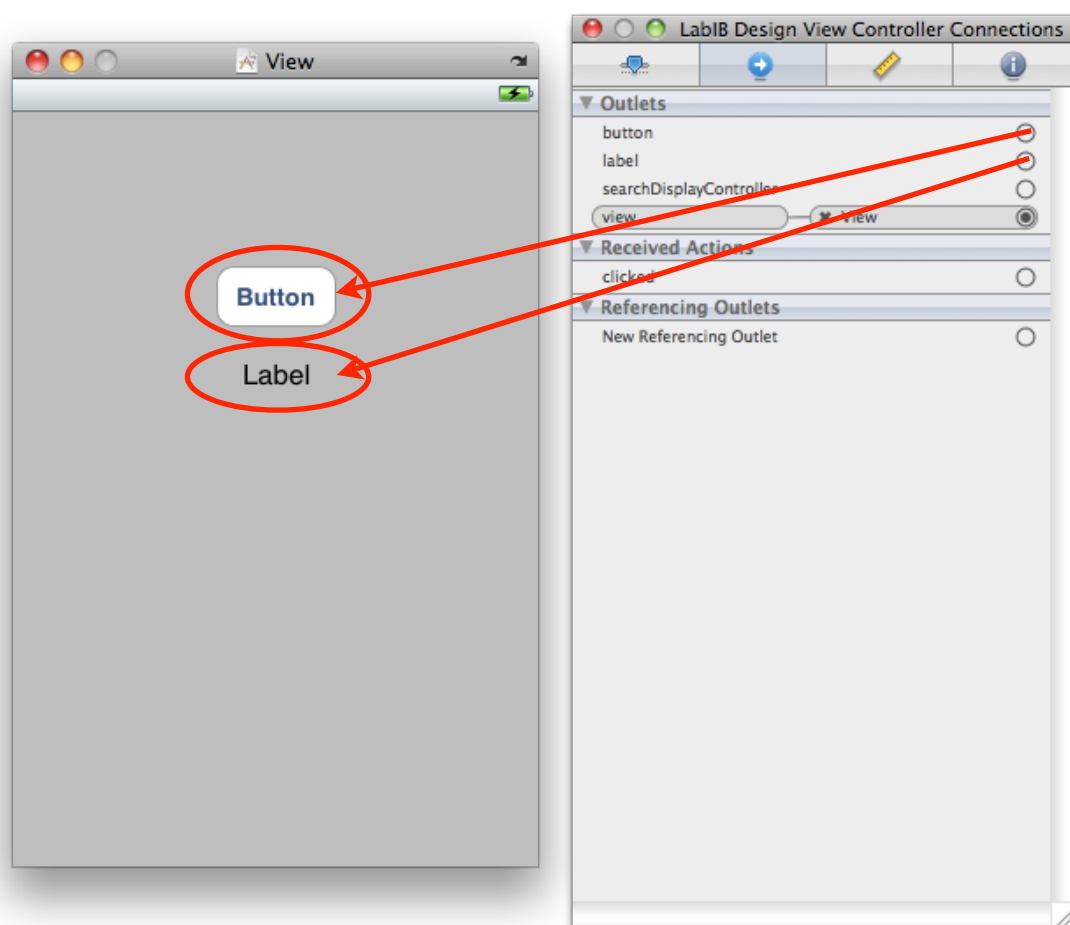 View
Button
Label
LabIB Design View Controller Connections
Outlets
button
label
searchDisplayController
view
View
Received Actions
clicked
Referencing Outlets
New Referencing Outlet